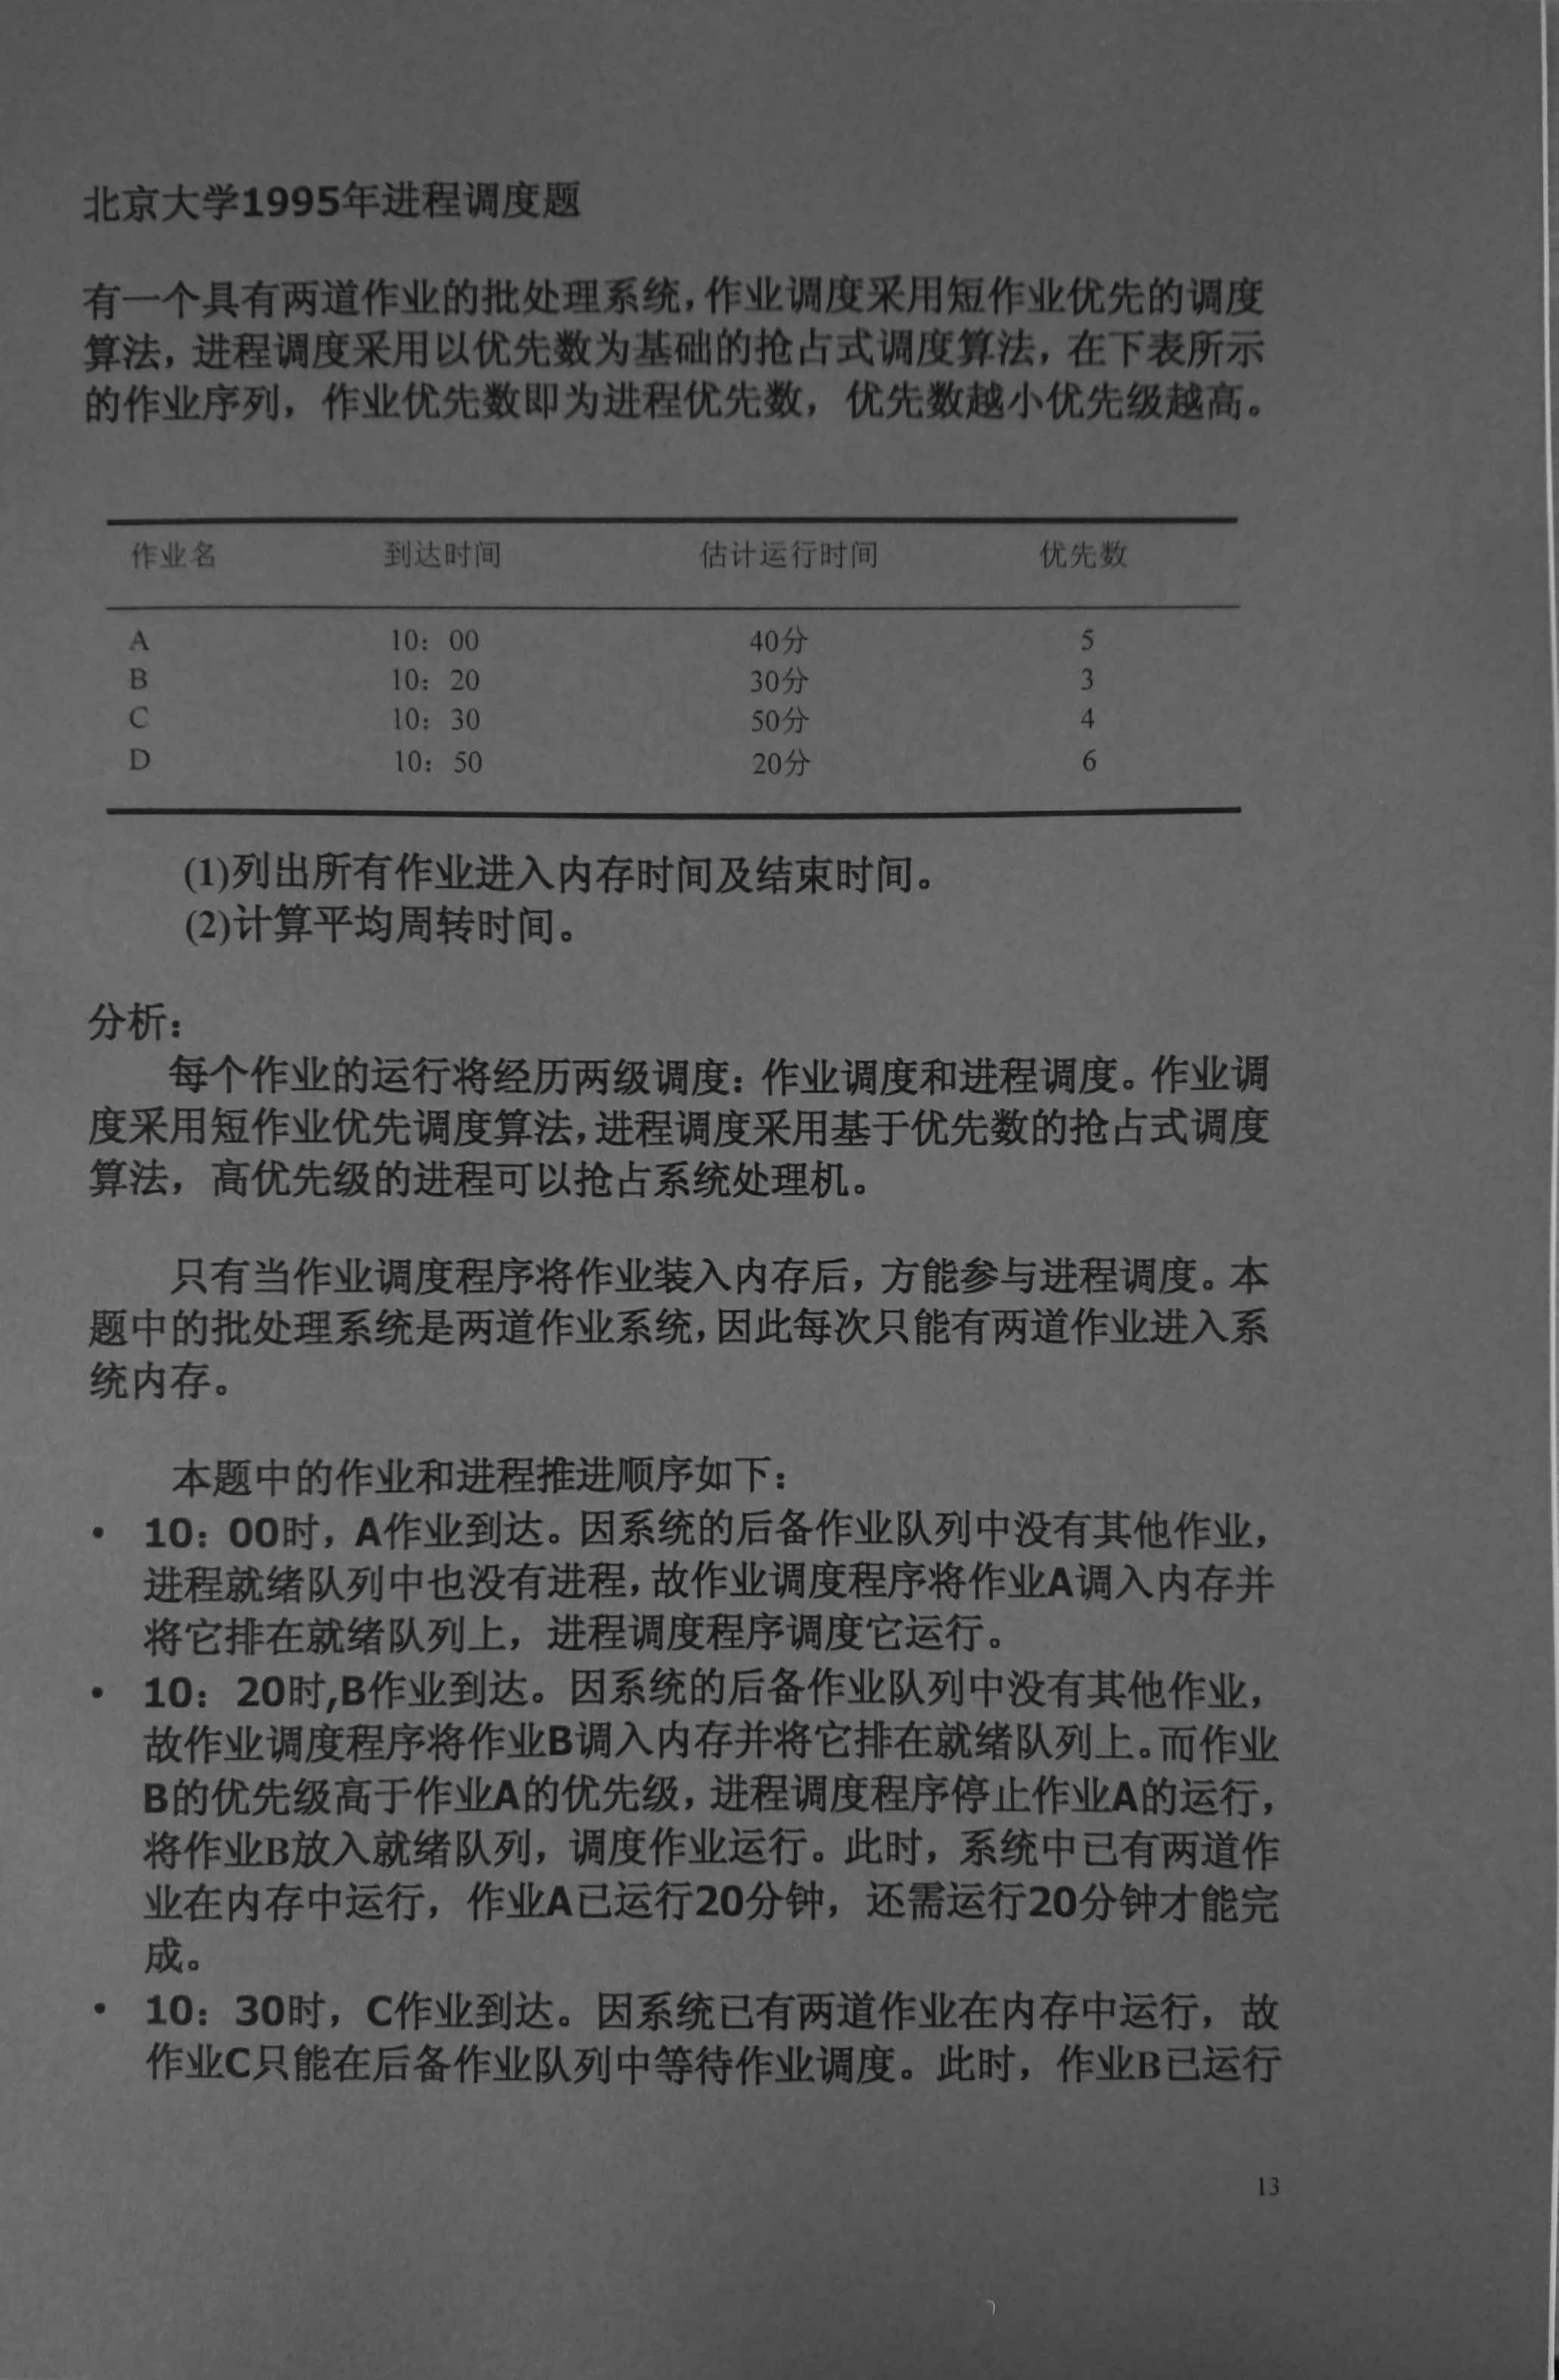 北京大学1995年进程调度题
有一个具有两道作业的批处理系统，作业调度采用短作业优先的调度
算法，进程调度采用以优先数为基础的抢占式调度算法，在下表所示
的作业序列，作业优先数即为进程优先数，优先数越小优先级越高。
作业名 到达时间 估计运行时间 优先数
A 10：00 40分 5
B 10：20 30分 3
C 10：30 50分 4
D 10：50 20分 6
(1)列出所有作业进入内存时间及结束时间。
(2)计算平均周转时间。
分析：
每个作业的运行将经历两级调度：作业调度和进程调度。作业调
度采用短作业优先调度算法，进程调度采用基于优先数的抢占式调度
算法，高优先级的进程可以抢占系统处理机。
只有当作业调度程序将作业装入内存后，方能参与进程调度。本
题中的批处理系统是两道作业系统，因此每次只能有两道作业进入系
统内存。
本题中的作业和进程推进顺序如下：
• 10：00时，A作业到达。因系统的后备作业队列中没有其他作业，
进程就绪队列中也没有进程，故作业调度程序将作业A调入内存并
将它排在就绪队列上，进程调度程序调度它运行。
• 10：20时,B作业到达。因系统的后备作业队列中没有其他作业，
故作业调度程序将作业B调入内存并将它排在就绪队列上。而作业
B的优先级高于作业A的优先级，进程调度程序停止作业A的运行，
将作业B放入就绪队列，调度作业运行。此时，系统中已有两道作
业在内存中运行，作业A已运行20分钟，还需运行20分钟才能完
成。
• 10：30时，C作业到达。因系统已有两道作业在内存中运行，故
作业C只能在后备作业队列中等待作业调度。此时，作业B已运行
13